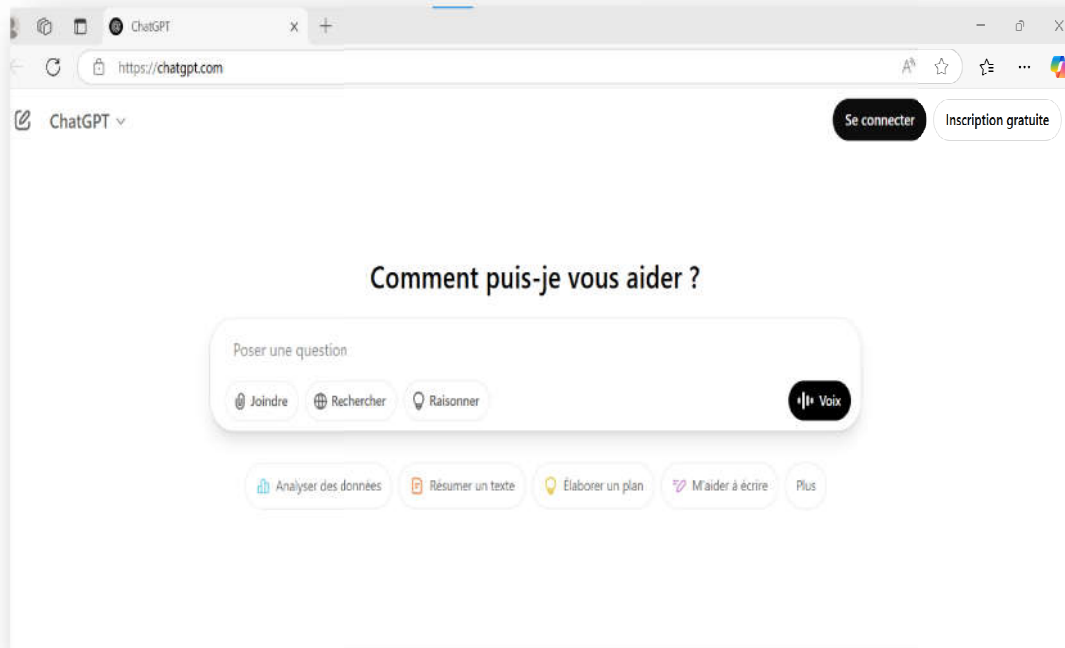 ChatGPT
https://chatgpt.com
ChatGPT
Se connecter
Inscription gratuite
Comment puis-je vous aider ?
Poser une question
Joindre
Rechercher
Raisonner
Voix
Analyser des données
Résumer un texte
Élaborer un plan
M'aider à écrire
Plus